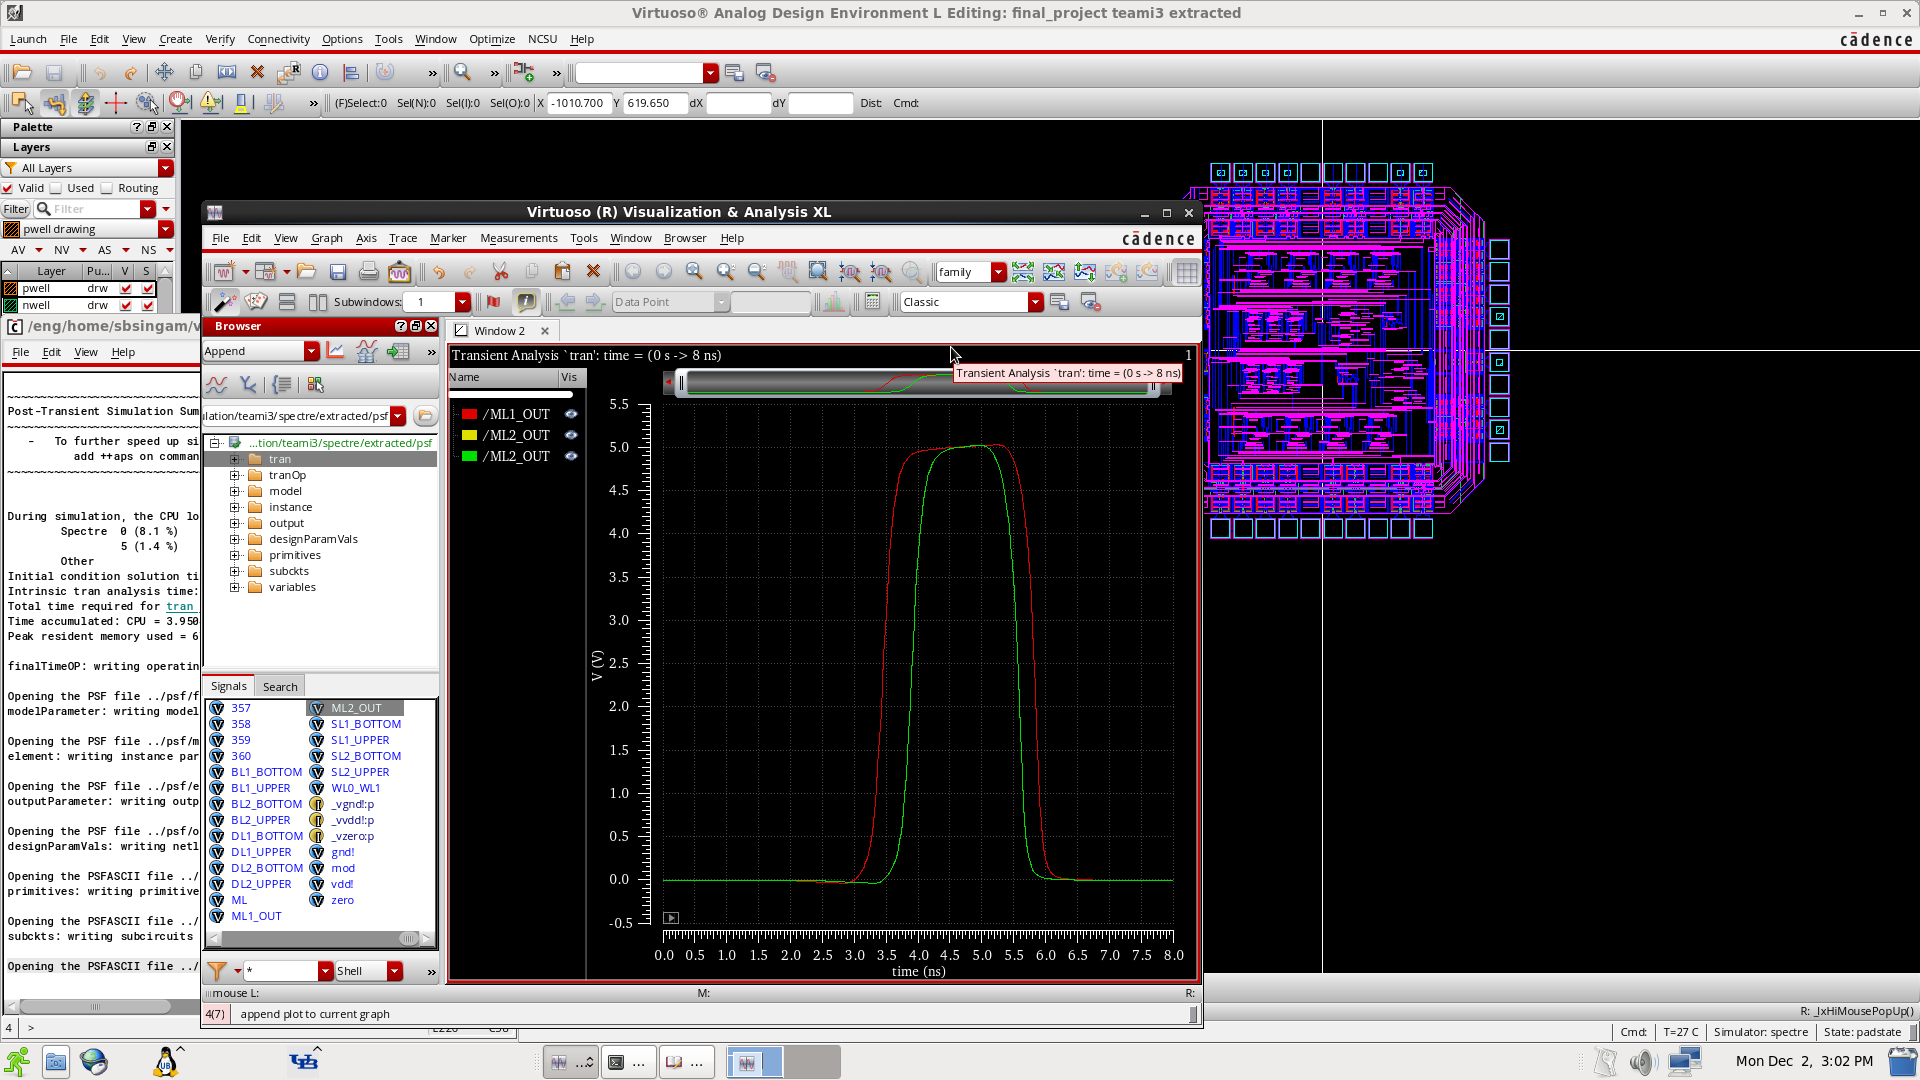 Virtuoso® Analog Design Environment L Editing: final_project teami3 extracted
Launch File Edit View Create Verify Connectivity Options Tools Window Optimize NCSU Help
cādence
(F)Select:0 Sel(N):0 Sel(I):0 Sel(O):0 X -1010.700 Y 619.650 dX dY Dist: Cmd:
Palette
Layers
All Layers
Valid Used Routing
Filter Filter
pwell drawing
AV NV AS NS
Layer Pu... V S
pwell drw
nwell drw
/eng/home/sbsingam/v
File Edit View Help
Post-Transient Simulation Sum
- To further speed up si
add ++aps on comman
During simulation, the CPU lo
Spectre 0 (8.1 %)
5 (1.4 %)
Other
Initial condition solution ti
Intrinsic tran analysis time:
Total time required for tran
Time accumulated: CPU = 3.950
Peak resident memory used = 6
finalTimeOP: writing operatin
Opening the PSF file ../psf/f
modelParameter: writing model
Opening the PSF file ../psf/m
element: writing instance par
Opening the PSF file ../psf/e
outputParameter: writing outp
Opening the PSF file ../psf/o
designParamVals: writing netl
Opening the PSFASCII file ../
primitives: writing primitive
Opening the PSFASCII file ../
subckts: writing subcircuits
Opening the PSFASCII file ../
4 >
Virtuoso (R) Visualization & Analysis XL
File Edit View Graph Axis Trace Marker Measurements Tools Window Browser Help
cādence
family
Subwindows: 1 Data Point Classic
Browser
Append
ulation/teami3/spectre/extracted/psf
...tion/teami3/spectre/extracted/psf
tran
tranOp
model
instance
output
designParamVals
primitives
subckts
variables
Signals Search
357 ML2_OUT
358 SL1_BOTTOM
359 SL1_UPPER
360 SL2_BOTTOM
BL1_BOTTOM SL2_UPPER
BL1_UPPER WL0_WL1
BL2_BOTTOM _vgnd!:p
BL2_UPPER _vvdd!:p
DL1_BOTTOM _vzero:p
DL1_UPPER gnd!
DL2_BOTTOM mod
DL2_UPPER vdd!
ML zero
ML1_OUT
* Shell
Window 2
Transient Analysis `tran': time = (0 s -> 8 ns) 1
Transient Analysis `tran': time = (0 s -> 8 ns)
Name Vis
/ML1_OUT
/ML2_OUT
/ML2_OUT
V (V)
5.5
5.0
4.5
4.0
3.5
3.0
2.5
2.0
1.5
1.0
0.5
0.0
-0.5
0.0 0.5 1.0 1.5 2.0 2.5 3.0 3.5 4.0 4.5 5.0 5.5 6.0 6.5 7.0 7.5 8.0
time (ns)
mouse L: M: R:
4(7) append plot to current graph
R: _lxHiMousePopUp()
Cmd: T=27 C Simulator: spectre State: padstate
...
...
...
Mon Dec 2, 3:02 PM